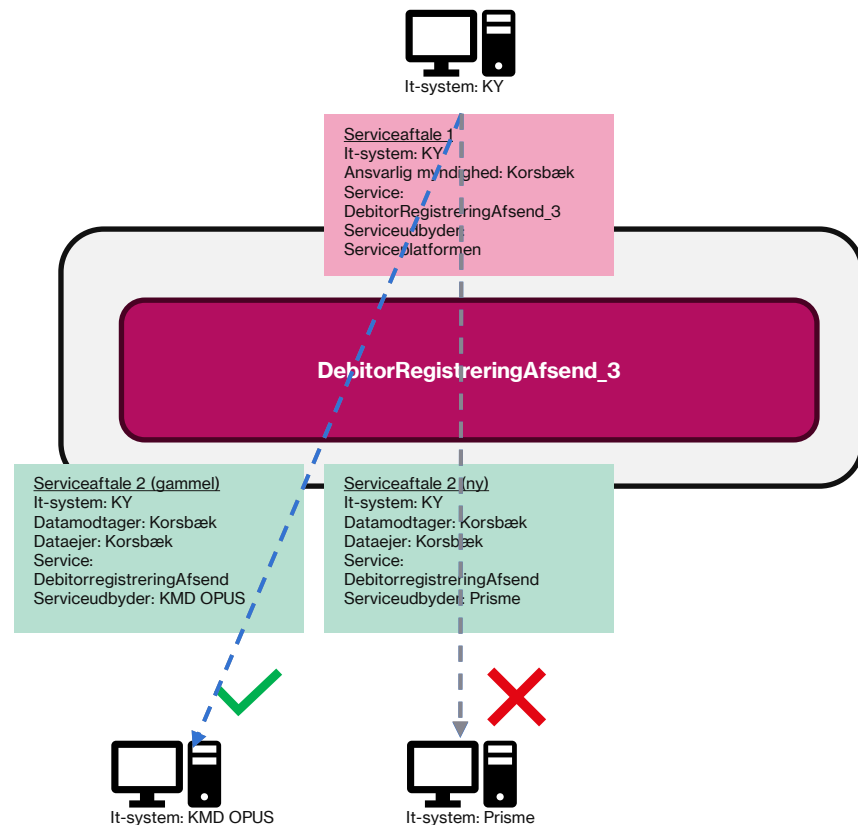 It-system: KY
Serviceaftale 1
It-system: KY
Ansvarlig myndighed: Korsbæk
Service:
DebitorRegistreringAfsend_3
Serviceudbyder:
Serviceplatformen
DebitorRegistreringAfsend_3
Serviceaftale 2 (gammel)
It-system: KY
Datamodtager: Korsbæk
Dataejer: Korsbæk
Service:
DebitorregistreringAfsend
Serviceudbyder: KMD OPUS
Serviceaftale 2 (ny)
It-system: KY
Datamodtager: Korsbæk
Dataejer: Korsbæk
Service:
DebitorregistreringAfsend
Serviceudbyder: Prisme
It-system: KMD OPUS
It-system: Prisme